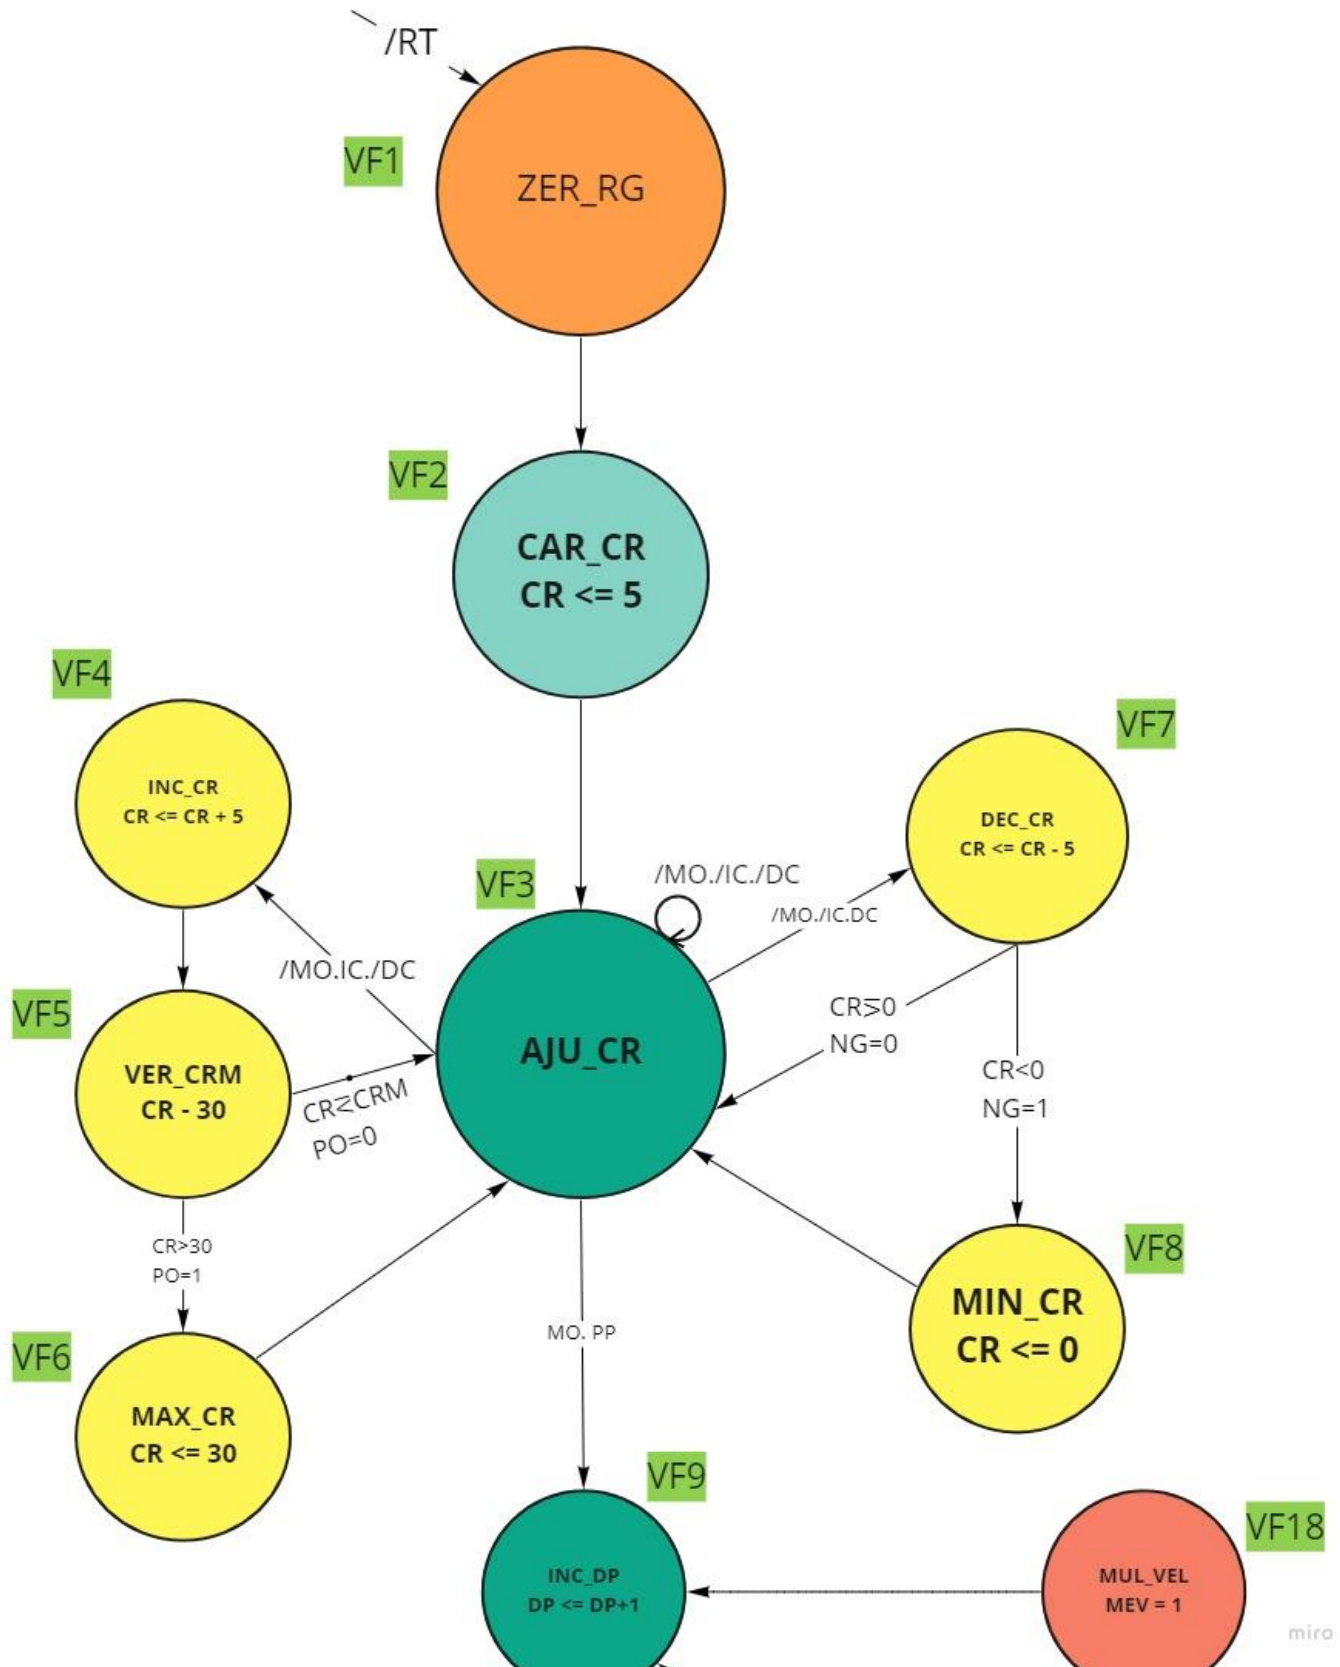 /RT
VF1
ZER_RG
VF2
CAR_CR
CR <= 5
VF4
INC_CR
CR <= CR + 5
VF7
DEC_CR
CR <= CR - 5
VF3
/MO./IC./DC
/MO./IC.DC
/MO.IC./DC
AJU_CR
VF5
VER_CRM
CR - 30
CR⋜CRM
PO=0
CR⋝0
NG=0
CR<0
NG=1
CR>30
PO=1
VF8
MIN_CR
CR <= 0
MO. PP
VF6
MAX_CR
CR <= 30
VF9
INC_DP
DP <= DP+1
VF18
MUL_VEL
MEV = 1
miro